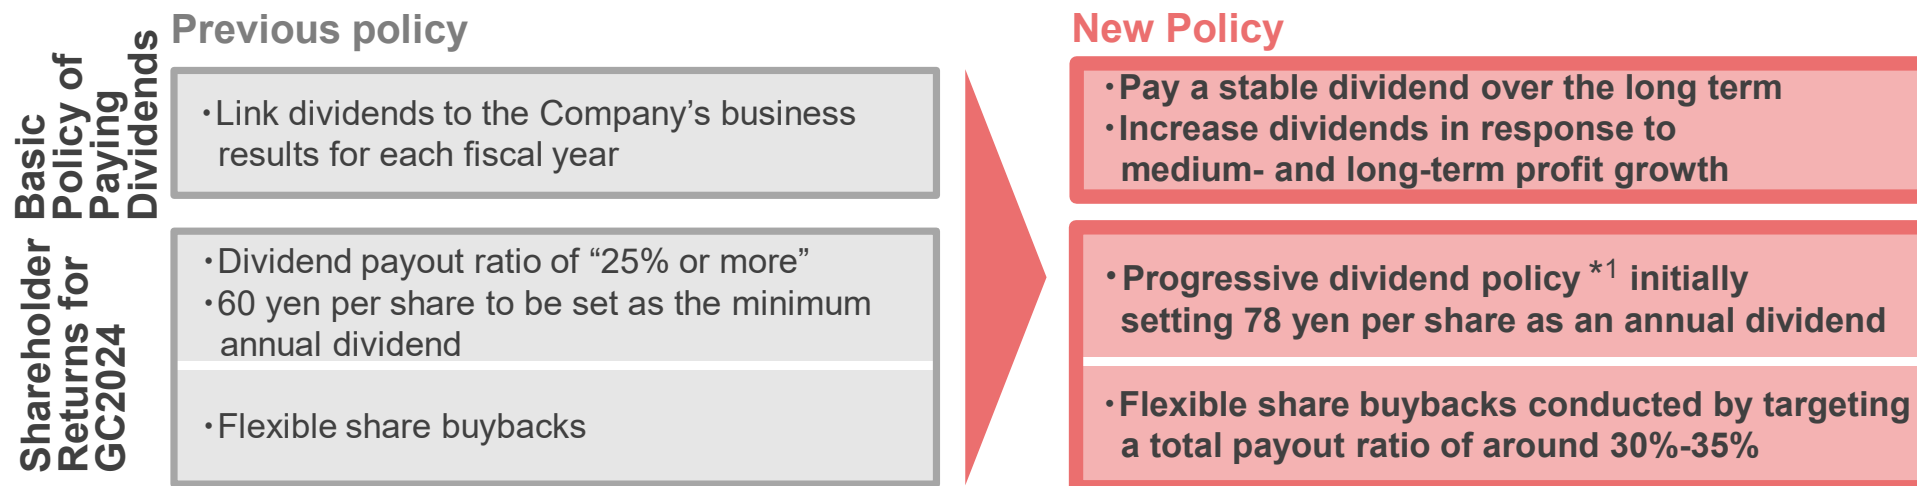 Previous policy
New Policy
Basic
Policy of
Paying
Dividends
・Link dividends to the Company’s business
results for each fiscal year
・Pay a stable dividend over the long term
・Increase dividends in response to
medium- and long-term profit growth
Shareholder
Returns for
GC2024
・Dividend payout ratio of “25% or more”
・60 yen per share to be set as the minimum
annual dividend
・Flexible share buybacks
・Progressive dividend policy *1 initially
setting 78 yen per share as an annual dividend
・Flexible share buybacks conducted by targeting
a total payout ratio of around 30%-35%